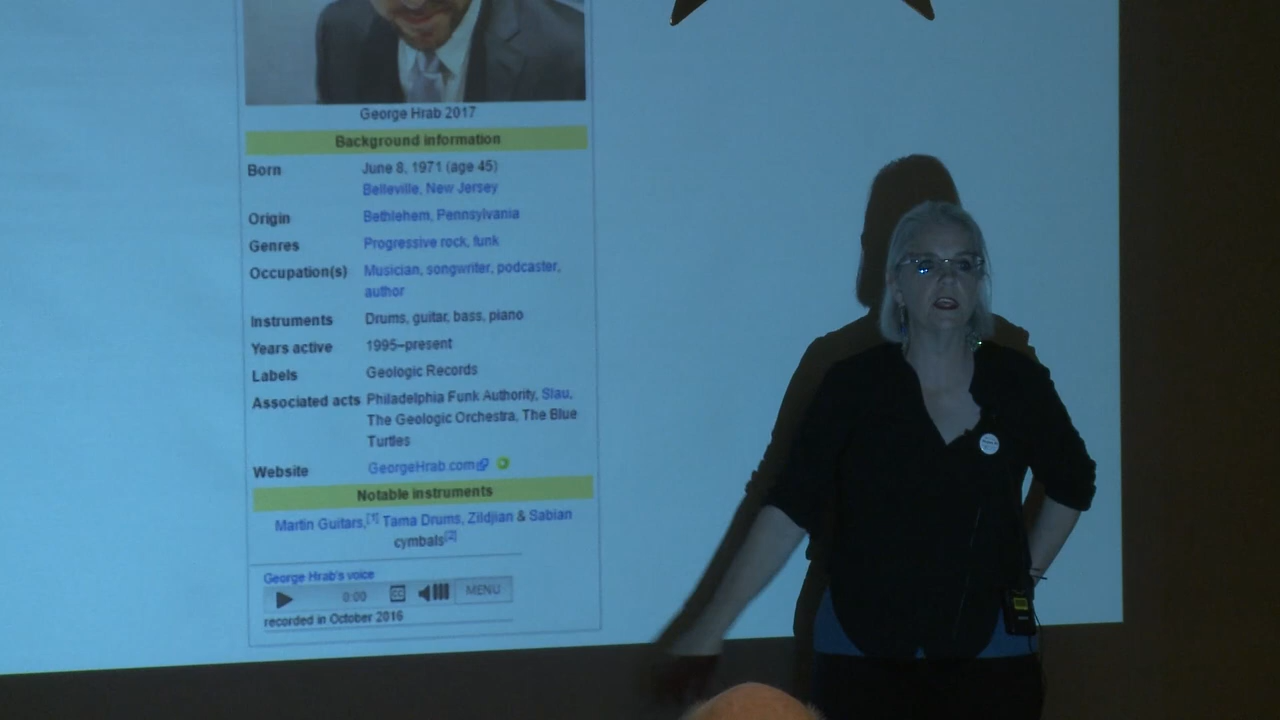 George Hrab 2017
Background information
Born June 8, 1971 (age 45)
Belleville, New Jersey
Origin Bethlehem, Pennsylvania
Genres Progressive rock, funk
Occupation(s) Musician, songwriter, podcaster,
author
Instruments Drums, guitar, bass, piano
Years active 1995–present
Labels Geologic Records
Associated acts Philadelphia Funk Authority, Slau,
The Geologic Orchestra, The Blue
Turtles
Website GeorgeHrab.com
Notable instruments
Martin Guitars,[1] Tama Drums, Zildjian & Sabian
cymbals[2]
George Hrab's voice
0:00 CC MENU
recorded in October 2016